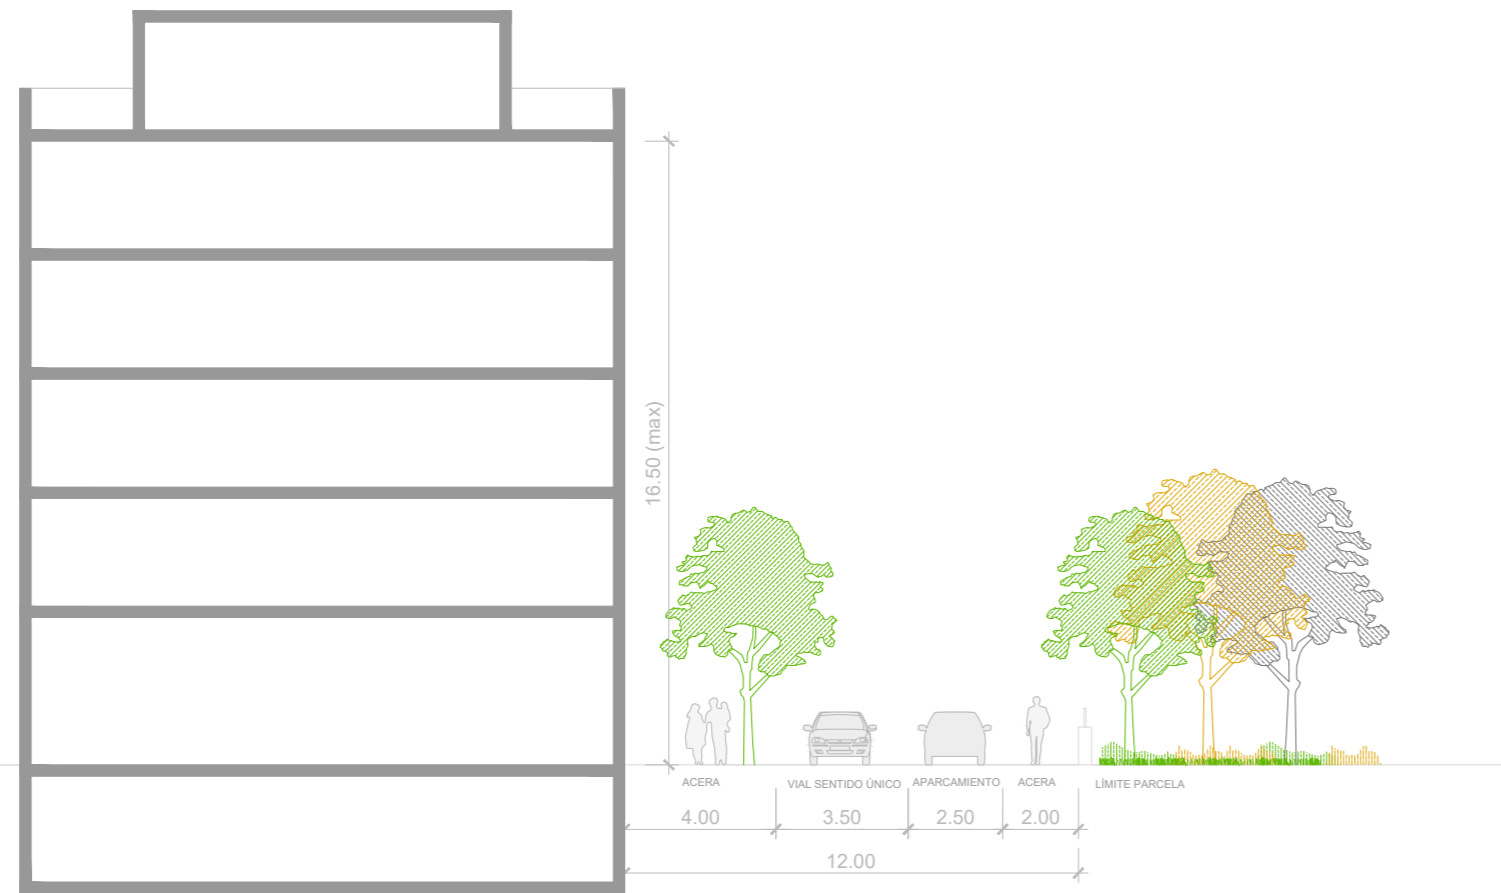 16.50 (max)
ACERA
VIAL SENTIDO ÚNICO
APARCAMIENTO
ACERA
LÍMITE PARCELA
4.00
3.50
2.50
2.00
12.00